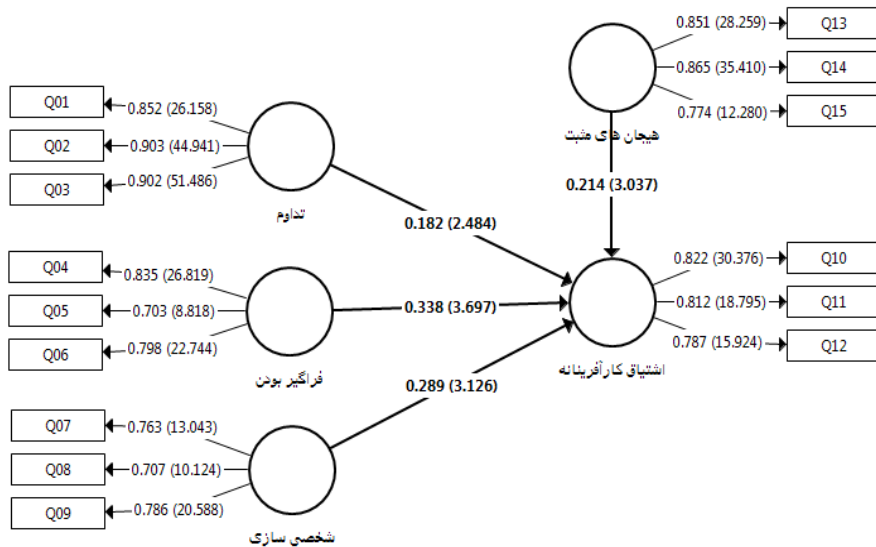 Q01
0.852 (26.158)
Q02
0.903 (44.941)
Q03
0.902 (51.486)
تداوم
0.182 (2.484)
Q04
0.835 (26.819)
Q05
0.703 (8.818)
Q06
0.798 (22.744)
فراگیر بودن
0.338 (3.697)
Q07
0.763 (13.043)
Q08
0.707 (10.124)
Q09
0.786 (20.588)
شخصی سازی
0.289 (3.126)
0.851 (28.259)
Q13
0.865 (35.410)
Q14
0.774 (12.280)
Q15
هیجان های مثبت
0.214 (3.037)
0.822 (30.376)
Q10
0.812 (18.795)
Q11
0.787 (15.924)
Q12
اشتیاق کارآفرینانه